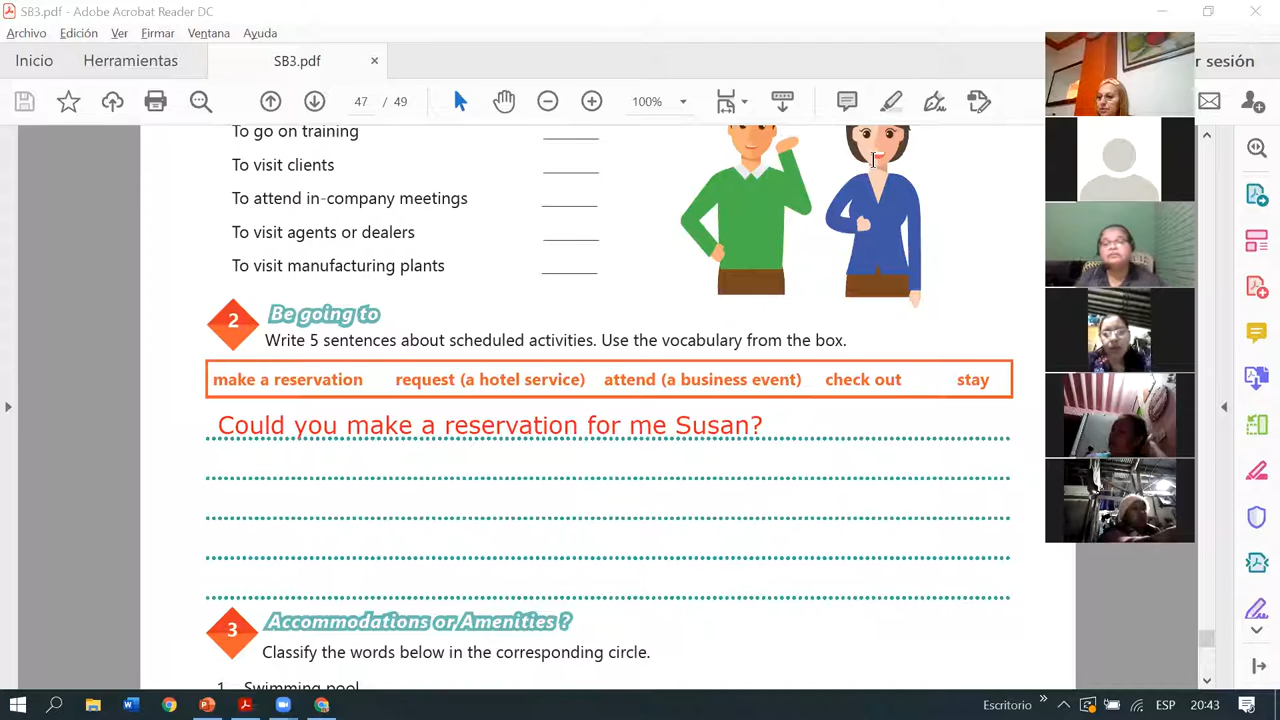 SB3.pdf - Adobe Acrobat Reader DC
Archivo Edición Ver Firmar Ventana Ayuda
Inicio Herramientas SB3.pdf × r sesión
47 / 49 100%
To go on training
To visit clients
To attend in-company meetings
To visit agents or dealers
To visit manufacturing plants
2 Be going to
Write 5 sentences about scheduled activities. Use the vocabulary from the box.
make a reservation request (a hotel service) attend (a business event) check out stay
Could you make a reservation for me Susan?
3 Accommodations or Amenities ?
Classify the words below in the corresponding circle.
1. Swimming pool
Escritorio » ESP 20:43